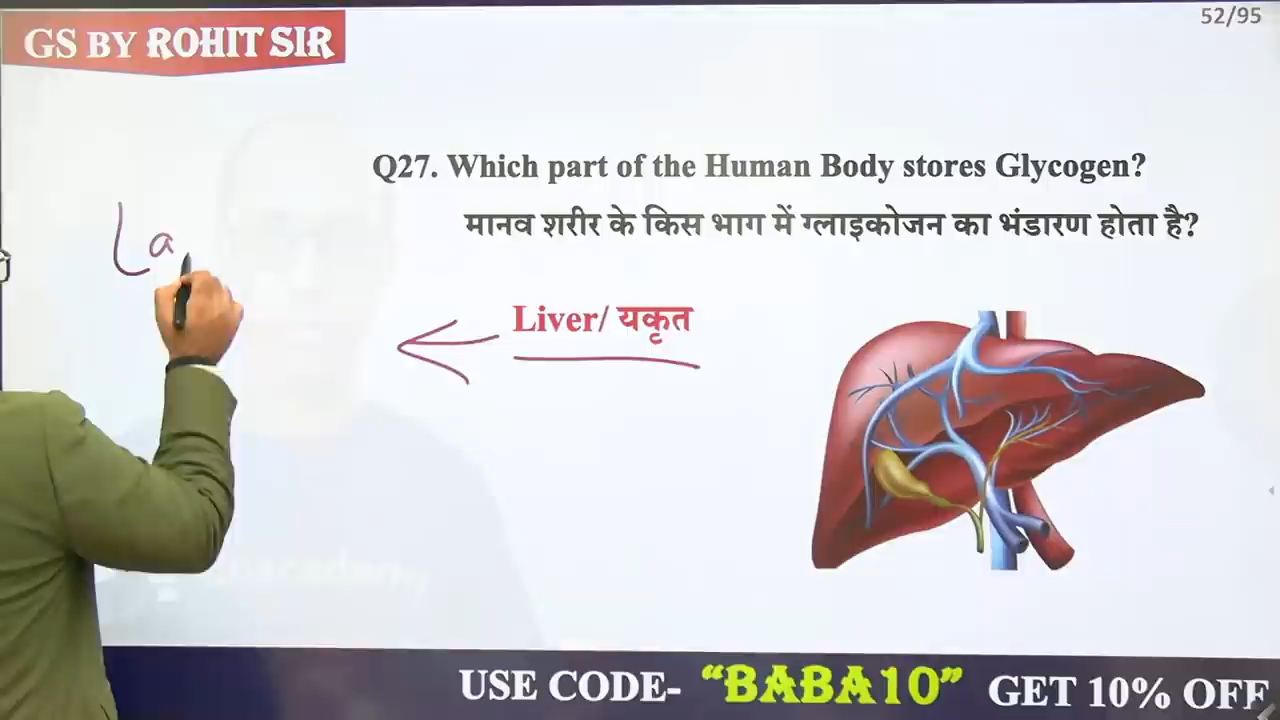 GS BY ROHIT SIR
52/95
Q27. Which part of the Human Body stores Glycogen?
मानव शरीर के किस भाग में ग्लाइकोजन का भंडारण होता है?
La
Liver/ यकृत
USE CODE- “BABA10” GET 10% OFF